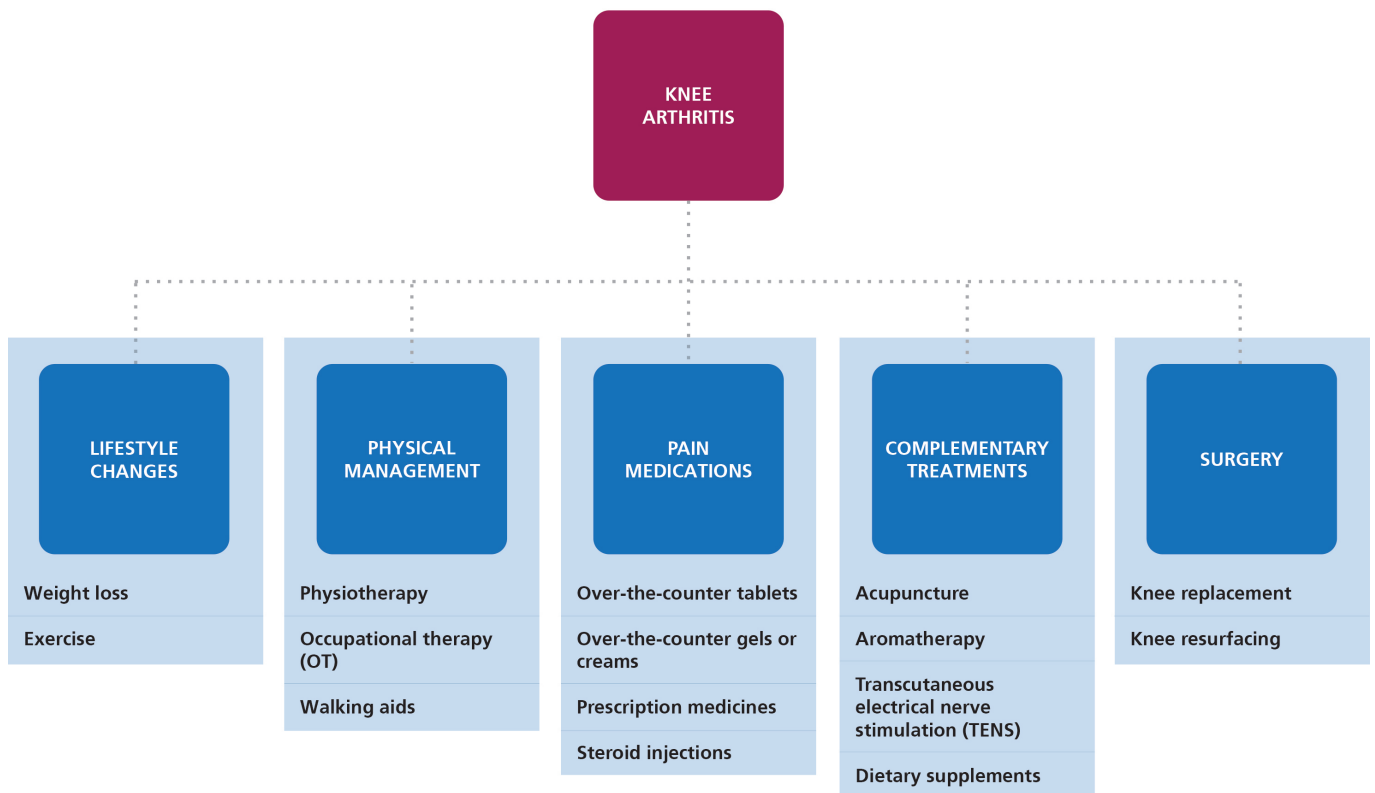 KNEE
ARTHRITIS
LIFESTYLE
CHANGES
Weight loss
Exercise
PHYSICAL
MANAGEMENT
Physiotherapy
Occupational therapy
(OT)
Walking aids
PAIN
MEDICATIONS
Over-the-counter tablets
Over-the-counter gels or
creams
Prescription medicines
Steroid injections
COMPLEMENTARY
TREATMENTS
Acupuncture
Aromatherapy
Transcutaneous
electrical nerve
stimulation (TENS)
Dietary supplements
SURGERY
Knee replacement
Knee resurfacing